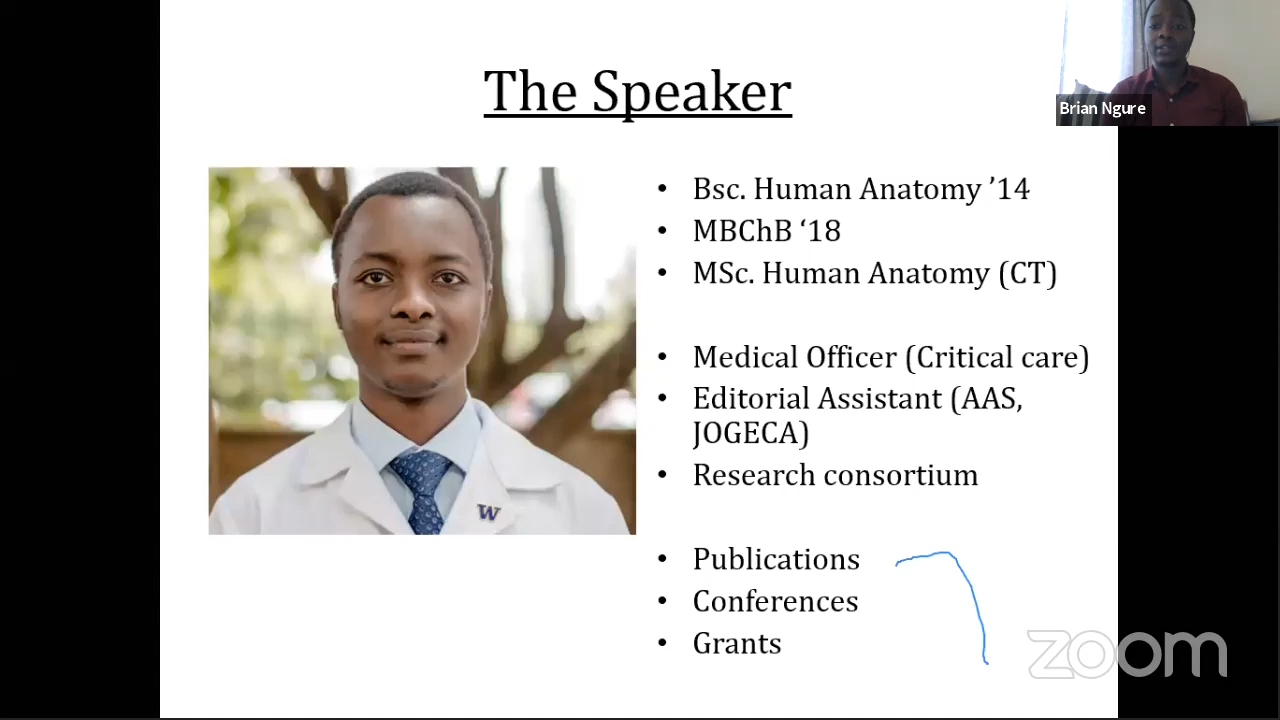 The Speaker
Brian Ngure
• Bsc. Human Anatomy ’14
• MBChB ‘18
• MSc. Human Anatomy (CT)
• Medical Officer (Critical care)
• Editorial Assistant (AAS,
JOGECA)
• Research consortium
W
• Publications
• Conferences
• Grants
zoom